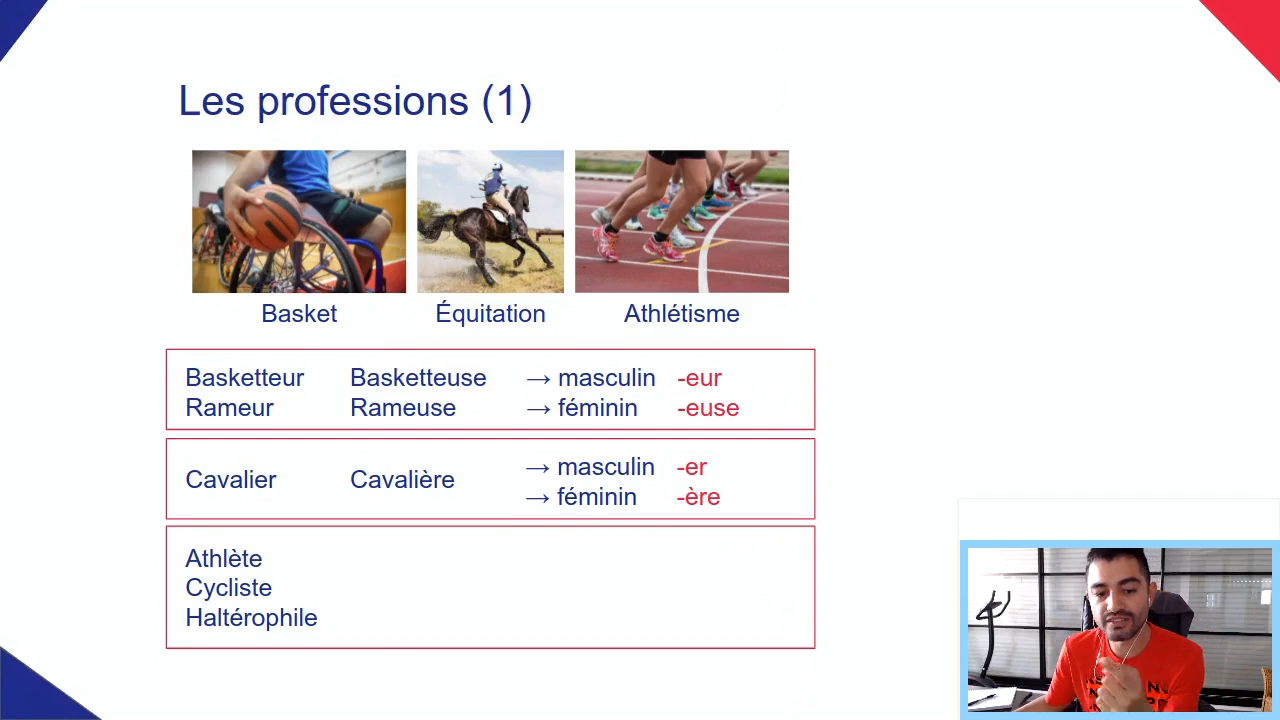 Les professions (1)
Basket Équitation Athlétisme
Basketteur Basketteuse → masculin -eur
Rameur Rameuse → féminin -euse
Cavalier Cavalière → masculin -er
→ féminin -ère
Athlète
Cycliste
Haltérophile